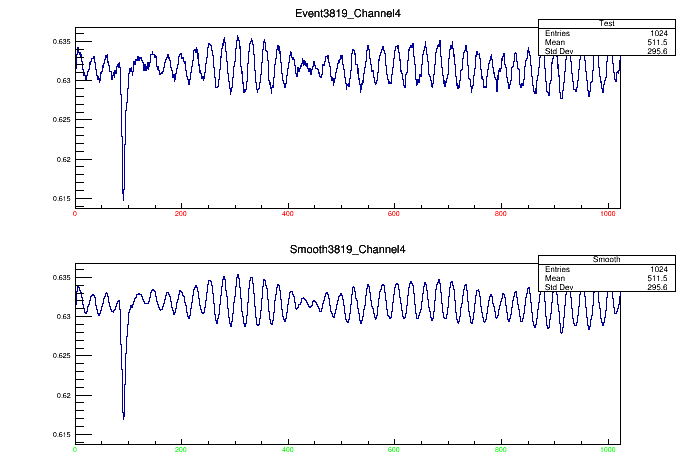 Event3819_Channel4
Test
Entries 1024
Mean 511.5
Std Dev 295.6
0.635
0.63
0.625
0.62
0.615
0 200 400 600 800 1000
Smooth3819_Channel4
Smooth
Entries 1024
Mean 511.5
Std Dev 295.6
0.635
0.63
0.625
0.62
0.615
0 200 400 600 800 1000